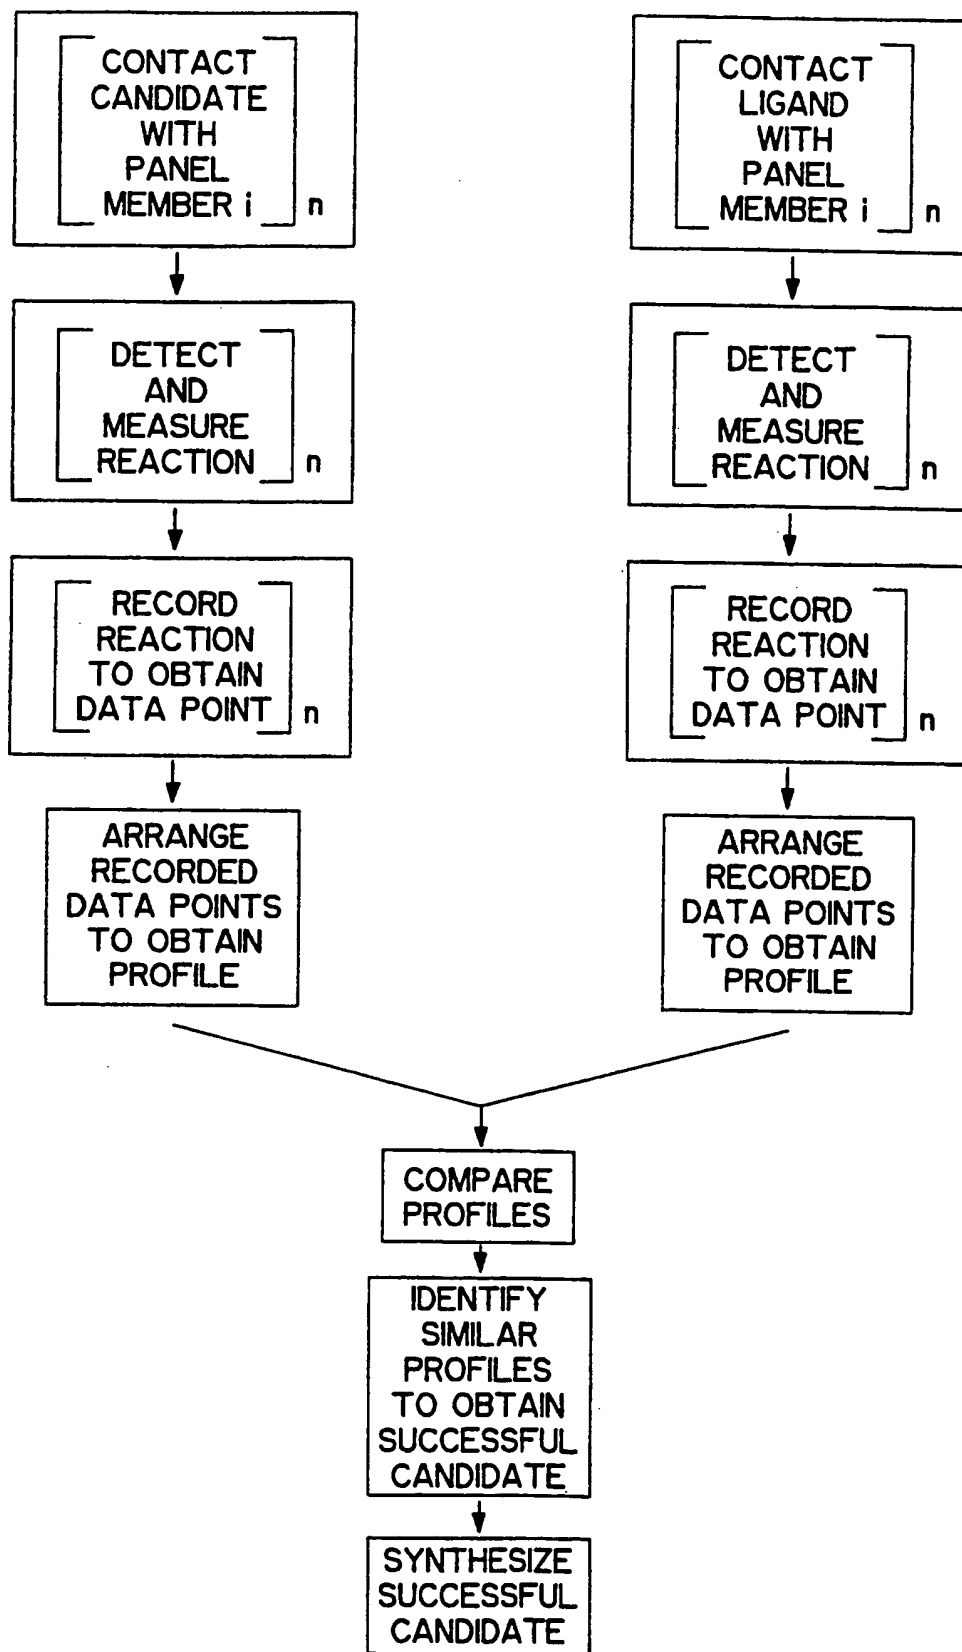 CONTACT
CANDIDATE
WITH
PANEL
MEMBER i
n
DETECT
AND
MEASURE
REACTION
n
RECORD
REACTION
TO OBTAIN
DATA POINT
n
ARRANGE
RECORDED
DATA POINTS
TO OBTAIN
PROFILE
CONTACT
LIGAND
WITH
PANEL
MEMBER i
n
DETECT
AND
MEASURE
REACTION
n
RECORD
REACTION
TO OBTAIN
DATA POINT
n
ARRANGE
RECORDED
DATA POINTS
TO OBTAIN
PROFILE
COMPARE
PROFILES
IDENTIFY
SIMILAR
PROFILES
TO OBTAIN
SUCCESSFUL
CANDIDATE
SYNTHESIZE
SUCCESSFUL
CANDIDATE